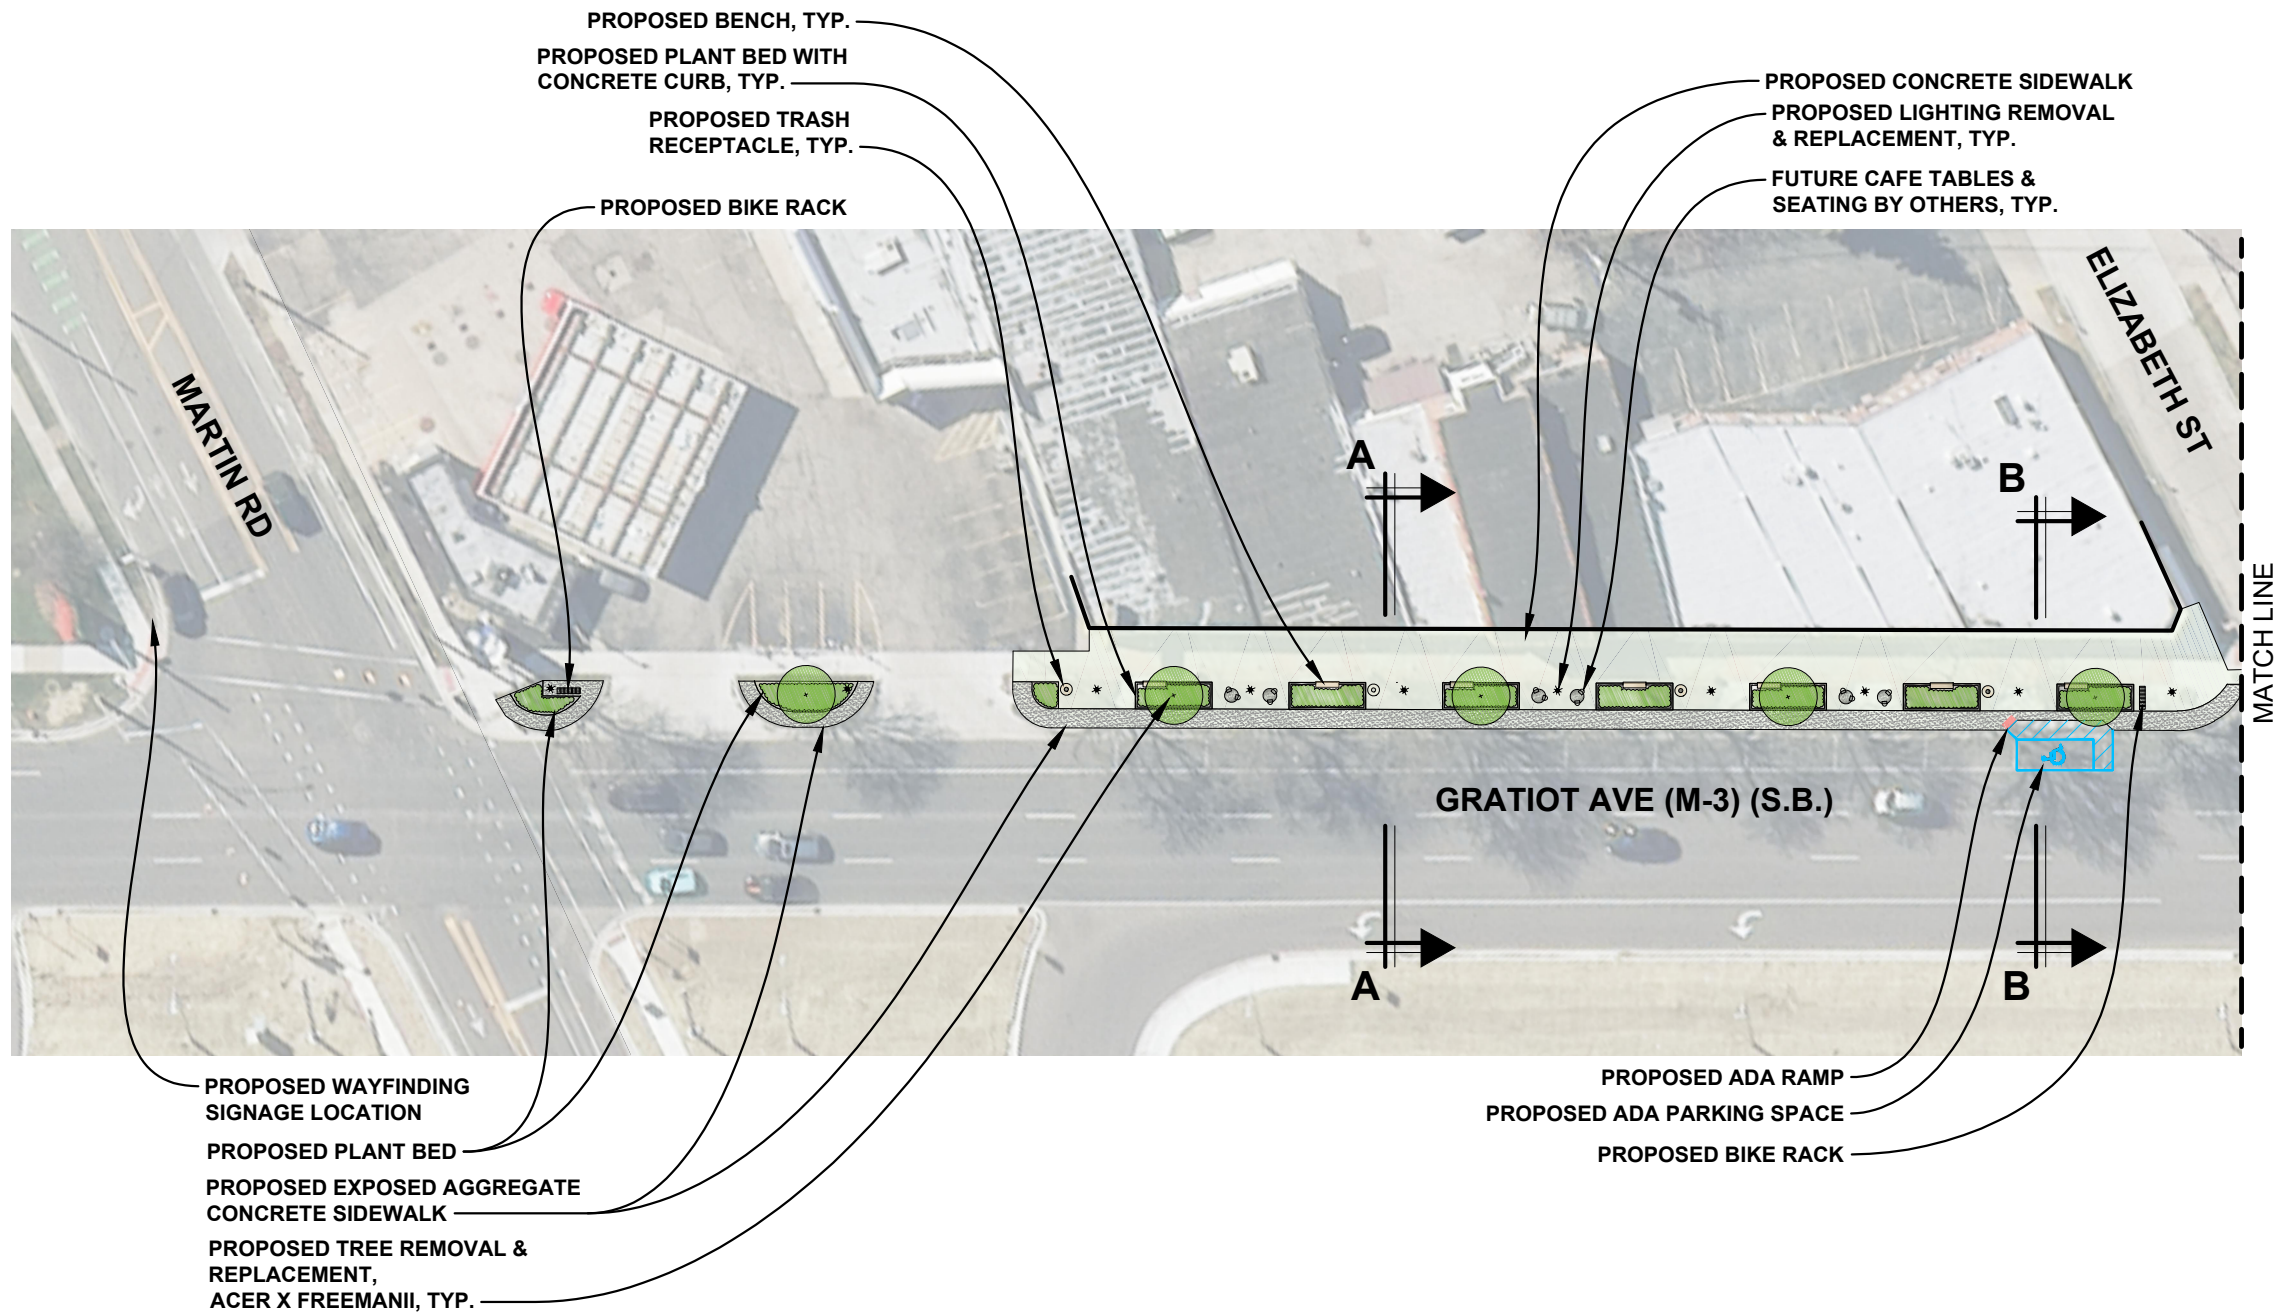 PROPOSED BENCH, TYP.
PROPOSED PLANT BED WITH
CONCRETE CURB, TYP.
PROPOSED TRASH
RECEPTACLE, TYP.
PROPOSED BIKE RACK
PROPOSED CONCRETE SIDEWALK
PROPOSED LIGHTING REMOVAL
& REPLACEMENT, TYP.
FUTURE CAFE TABLES &
SEATING BY OTHERS, TYP.
MARTIN RD
ELIZABETH ST
A
B
MATCH LINE
GRATIOT AVE (M-3) (S.B.)
A
B
PROPOSED WAYFINDING
SIGNAGE LOCATION
PROPOSED PLANT BED
PROPOSED EXPOSED AGGREGATE
CONCRETE SIDEWALK
PROPOSED TREE REMOVAL &
REPLACEMENT,
ACER X FREEMANII, TYP.
PROPOSED ADA RAMP
PROPOSED ADA PARKING SPACE
PROPOSED BIKE RACK